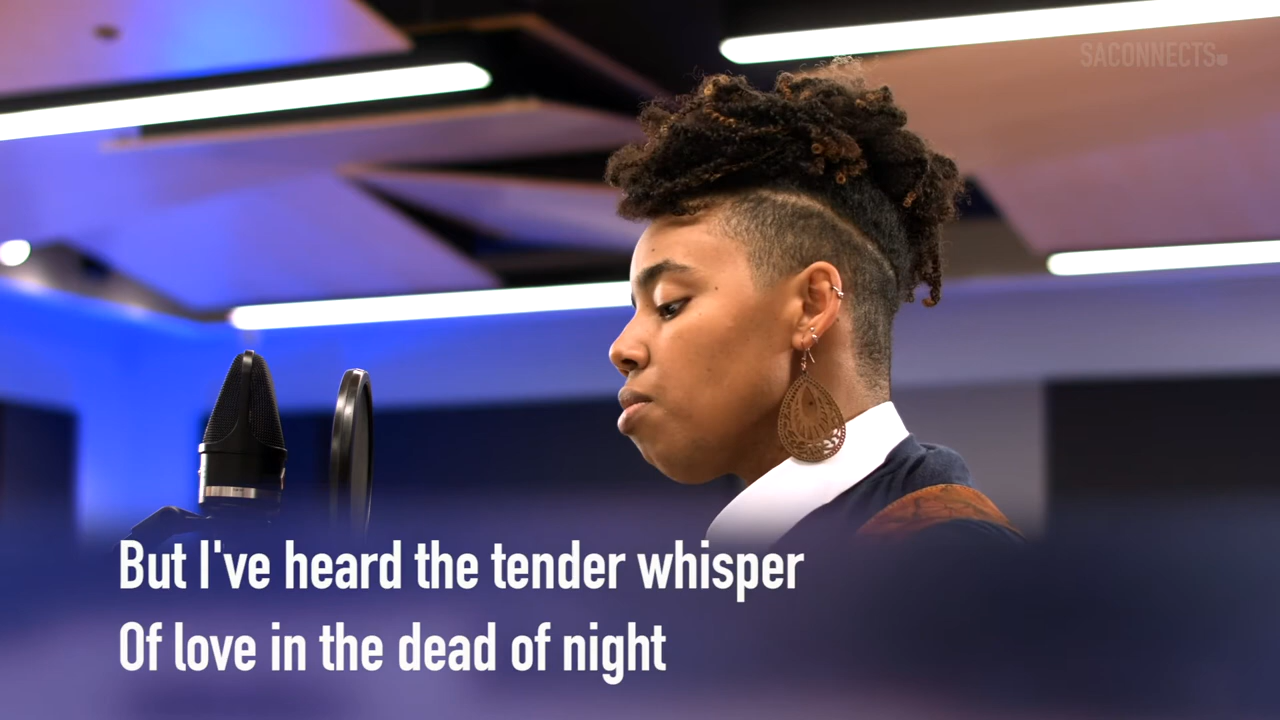 SACONNECTS.
But I've heard the tender whisper
Of love in the dead of night